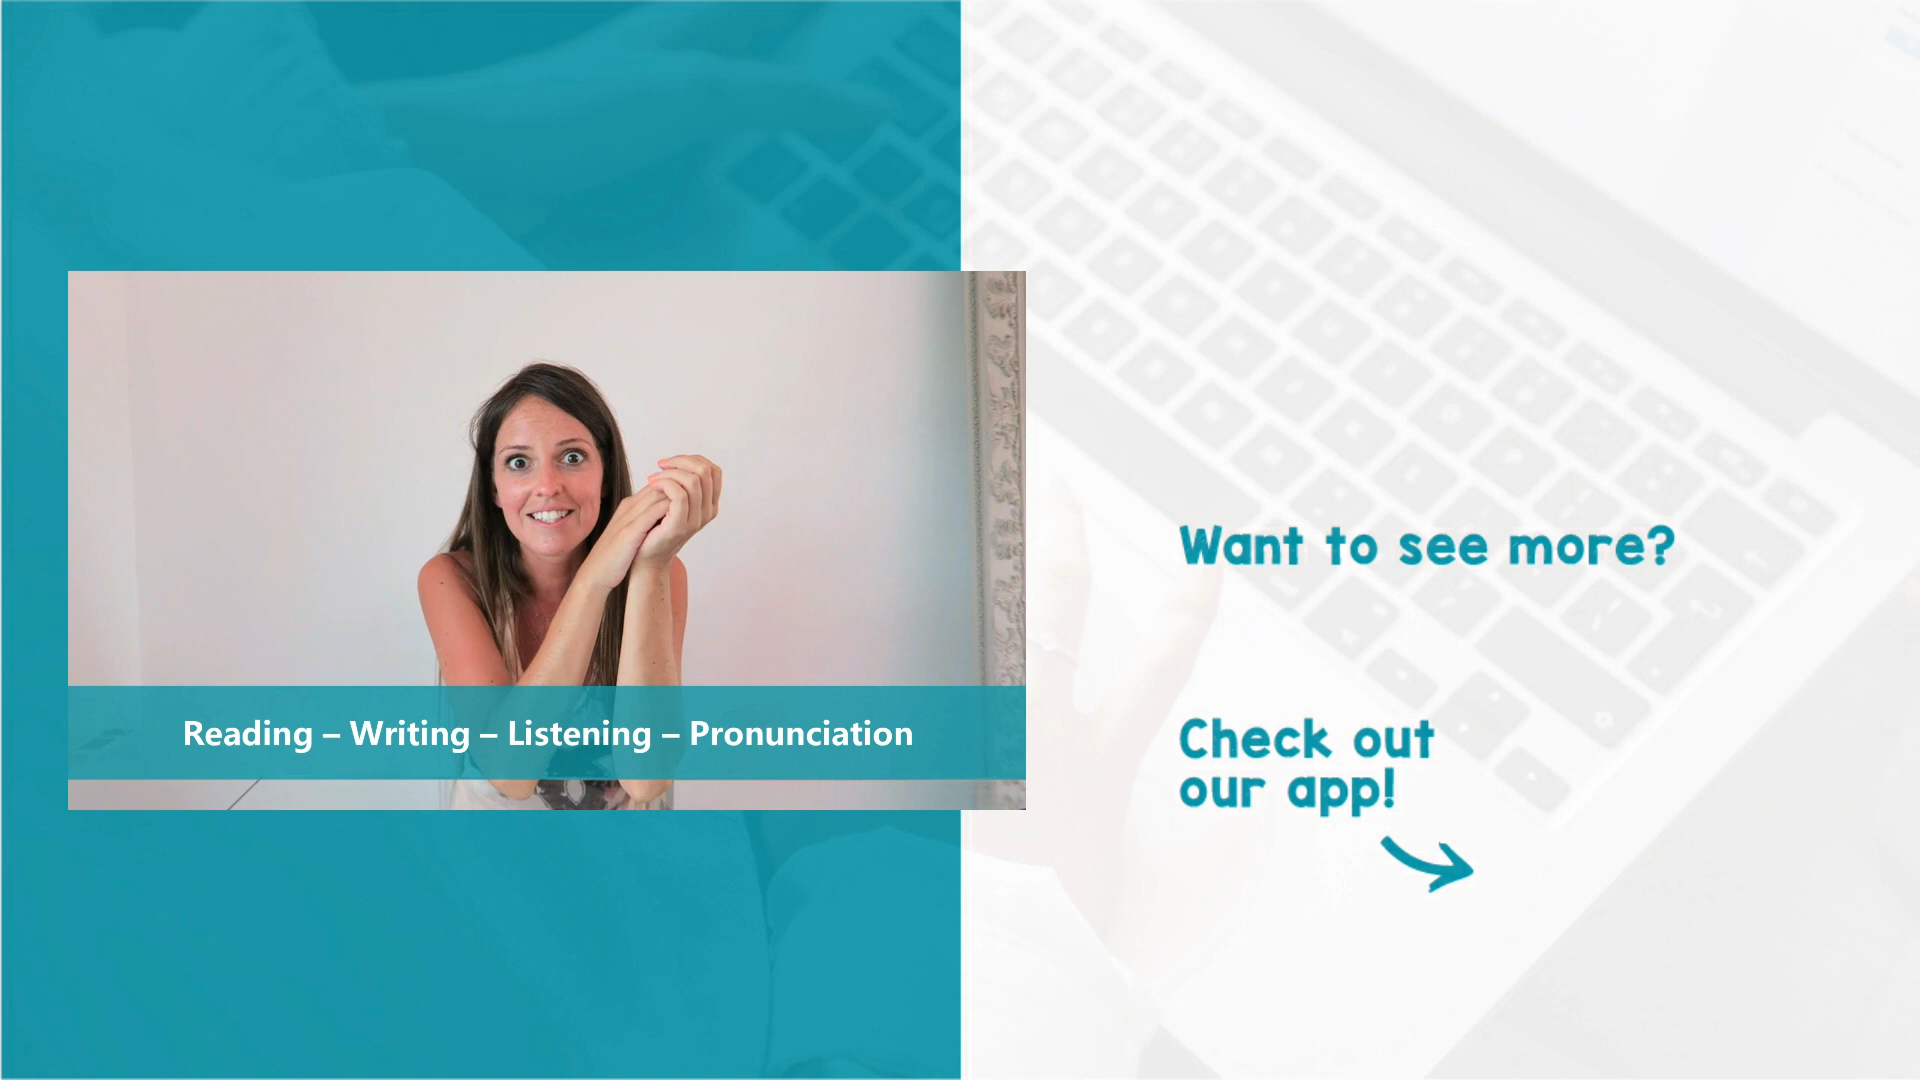 Reading – Writing – Listening – Pronunciation
Want to see more?
Check out
our app!